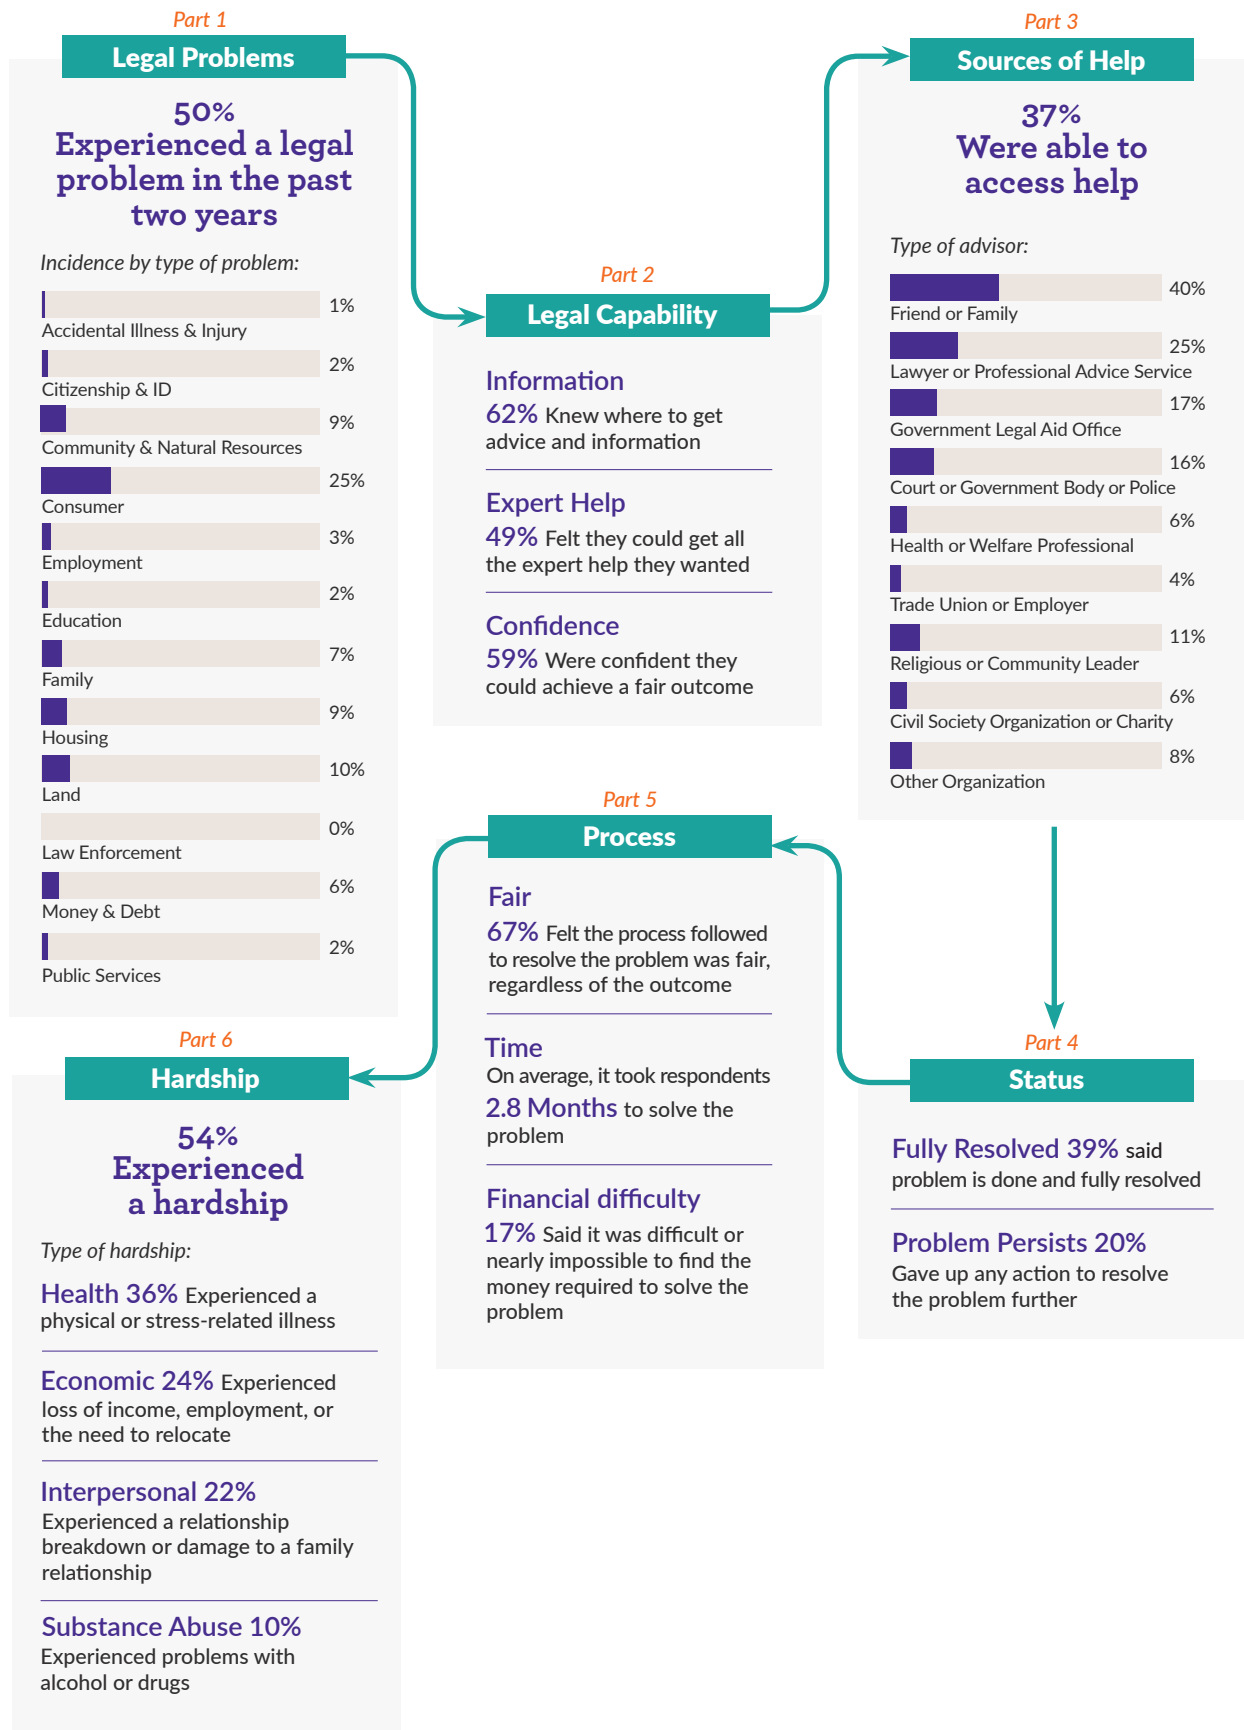 Part 1
Legal Problems
50%
Experienced a legal
problem in the past
two years
Incidence by type of problem:
1%
Accidental Illness & Injury
2%
Citizenship & ID
9%
Community & Natural Resources
25%
Consumer
3%
Employment
2%
Education
7%
Family
9%
Housing
10%
Land
0%
Law Enforcement
6%
Money & Debt
2%
Public Services
Part 2
Legal Capability
Information
62% Knew where to get
advice and information
Expert Help
49% Felt they could get all
the expert help they wanted
Confidence
59% Were confident they
could achieve a fair outcome
Part 3
Sources of Help
37%
Were able to
access help
Type of advisor:
40%
Friend or Family
25%
Lawyer or Professional Advice Service
17%
Government Legal Aid Office
16%
Court or Government Body or Police
6%
Health or Welfare Professional
4%
Trade Union or Employer
11%
Religious or Community Leader
6%
Civil Society Organization or Charity
8%
Other Organization
Part 4
Status
Fully Resolved 39% said
problem is done and fully resolved
Problem Persists 20%
Gave up any action to resolve
the problem further
Part 5
Process
Fair
67% Felt the process followed
to resolve the problem was fair,
regardless of the outcome
Time
On average, it took respondents
2.8 Months to solve the
problem
Financial difficulty
17% Said it was difficult or
nearly impossible to find the
money required to solve the
problem
Part 6
Hardship
54%
Experienced
a hardship
Type of hardship:
Health 36% Experienced a
physical or stress-related illness
Economic 24% Experienced
loss of income, employment, or
the need to relocate
Interpersonal 22%
Experienced a relationship
breakdown or damage to a family
relationship
Substance Abuse 10%
Experienced problems with
alcohol or drugs